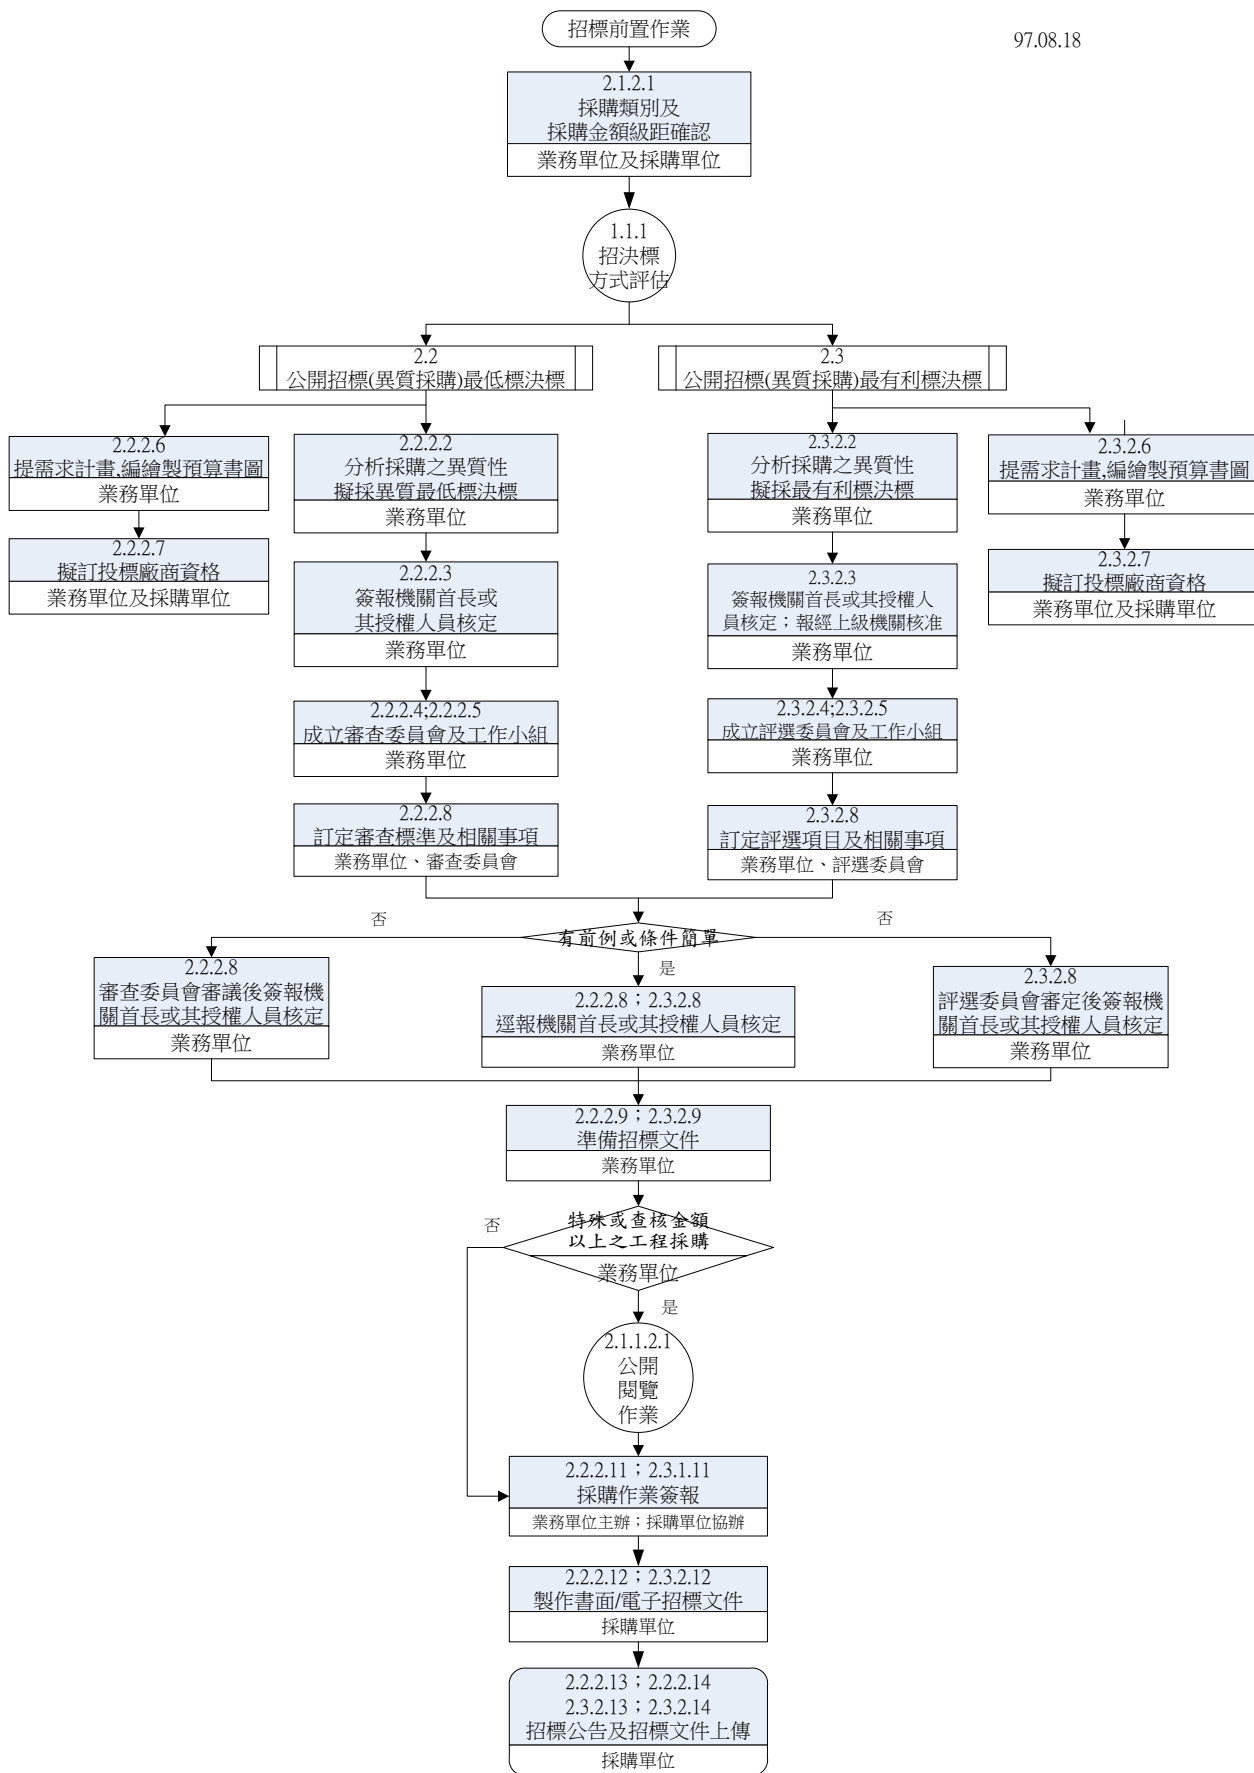 招標前置作業
97.08.18
2.1.2.1
採購類別及
採購金額級距確認
業務單位及採購單位
1.1.1
招決標
方式評估
2.2
公開招標(異質採購)最低標決標
2.3
公開招標(異質採購)最有利標決標
2.2.2.6
提需求計畫,編繪製預算書圖
業務單位
2.2.2.7
擬訂投標廠商資格
業務單位及採購單位
2.2.2.2
分析採購之異質性
擬採異質最低標決標
業務單位
2.2.2.3
簽報機關首長或
其授權人員核定
業務單位
2.2.2.4;2.2.2.5
成立審查委員會及工作小組
業務單位
2.2.2.8
訂定審查標準及相關事項
業務單位、審查委員會
2.3.2.2
分析採購之異質性
擬採最有利標決標
業務單位
2.3.2.3
簽報機關首長或其授權人
員核定；報經上級機關核准
業務單位
2.3.2.4;2.3.2.5
成立評選委員會及工作小組
業務單位
2.3.2.8
訂定評選項目及相關事項
業務單位、評選委員會
2.3.2.6
提需求計畫,編繪製預算書圖
業務單位
2.3.2.7
擬訂投標廠商資格
業務單位及採購單位
否
有前例或條件簡單
否
是
2.2.2.8
審查委員會審議後簽報機
關首長或其授權人員核定
業務單位
2.2.2.8；2.3.2.8
逕報機關首長或其授權人員核定
業務單位
2.3.2.8
評選委員會審定後簽報機
關首長或其授權人員核定
業務單位
2.2.2.9；2.3.2.9
準備招標文件
業務單位
否
特殊或查核金額
以上之工程採購
業務單位
是
2.1.1.2.1
公開
閱覽
作業
2.2.2.11；2.3.1.11
採購作業簽報
業務單位主辦；採購單位協辦
2.2.2.12；2.3.2.12
製作書面/電子招標文件
採購單位
2.2.2.13；2.2.2.14
2.3.2.13；2.3.2.14
招標公告及招標文件上傳
採購單位